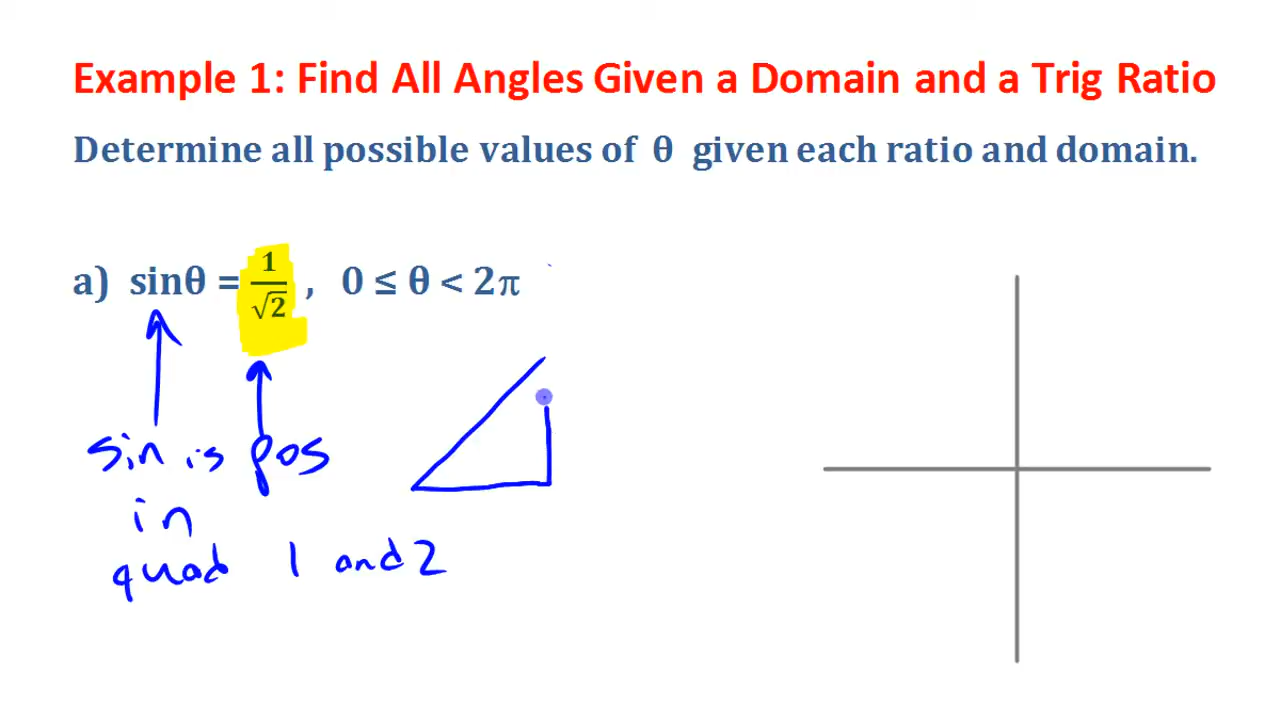 Example 1: Find All Angles Given a Domain and a Trig Ratio
Determine all possible values of θ given each ratio and domain.
a) sinθ = 1/√2 , 0 ≤ θ < 2π
sin is pos
in
quad 1 and 2